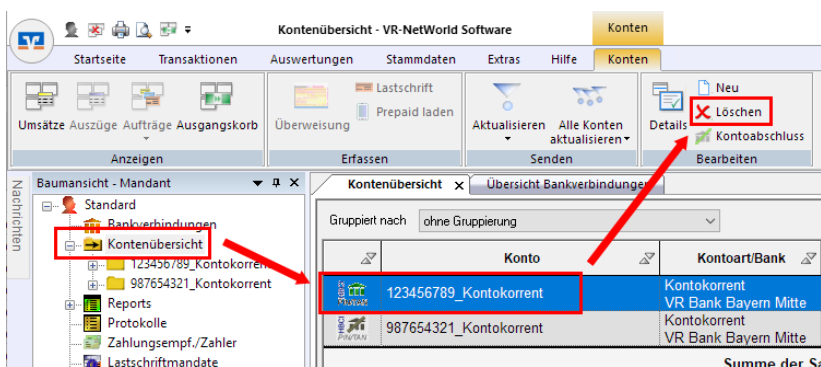 Kontenübersicht - VR-NetWorld Software
Konten
Startseite Transaktionen Auswertungen Stammdaten Extras Hilfe Konten
Umsätze Auszüge Aufträge Ausgangskorb
Anzeigen
Überweisung
Lastschrift
Prepaid laden
Erfassen
Aktualisieren
Alle Konten
aktualisieren
Senden
Details
Neu
Löschen
Kontoabschluss
Bearbeiten
Nachrichten
Baumansicht - Mandant
Standard
Bankverbindungen
Kontenübersicht
123456789_Kontokorrent
987654321_Kontokorrent
Reports
Protokolle
Zahlungsempf./Zahler
Lastschriftmandate
Kontenübersicht x
Übersicht Bankverbindungen
Gruppiert nach ohne Gruppierung
Konto Kontoart/Bank
123456789_Kontokorrent
Kontokorrent
VR Bank Bayern Mitte
987654321_Kontokorrent
Kontokorrent
VR Bank Bayern Mitte
PIN/TAN
Summe der Sa